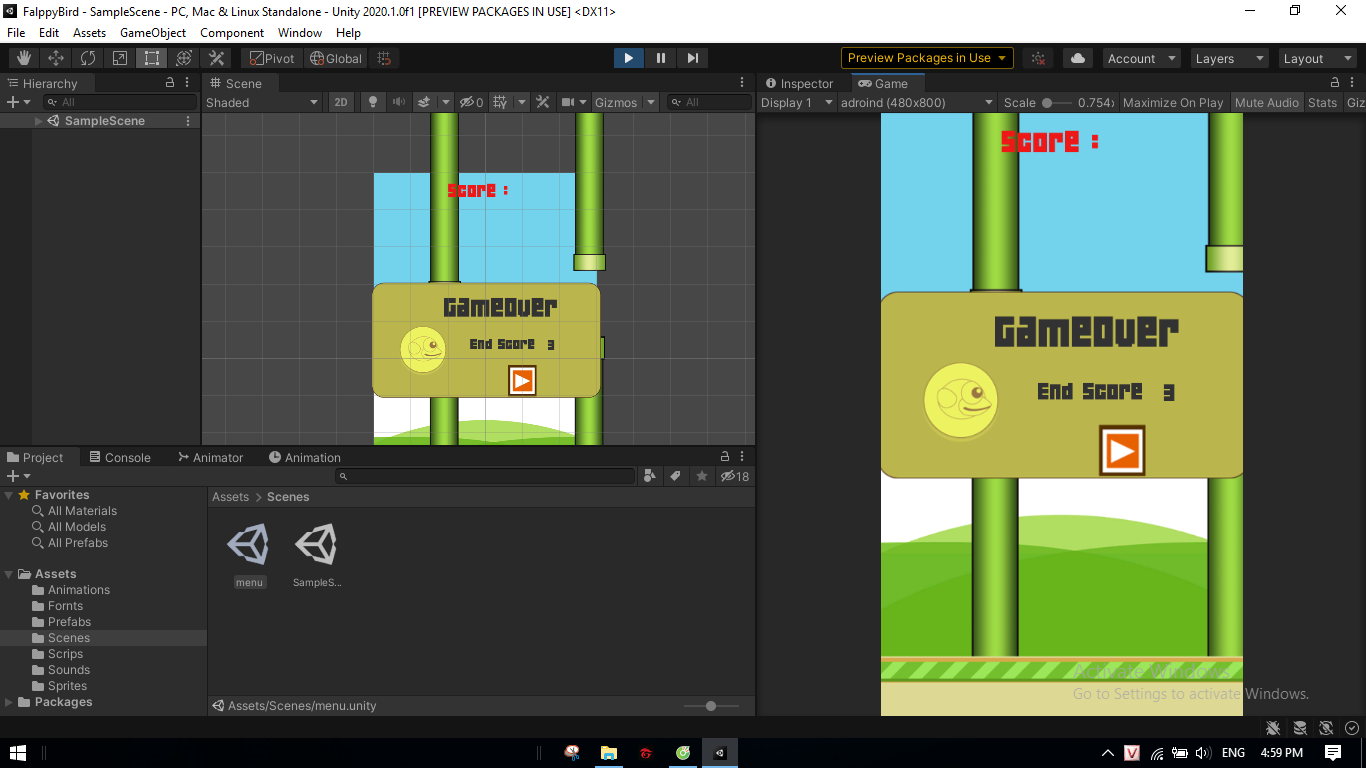 FalppyBird - SampleScene - PC, Mac & Linux Standalone - Unity 2020.1.0f1 [PREVIEW PACKAGES IN USE] <DX11>
File Edit Assets GameObject Component Window Help
Pivot Global Preview Packages in Use Account Layers Layout
Hierarchy Scene Inspector Game
All Shaded 2D 0 Gizmos All Display 1 adroind (480x800) Scale 0.754x Maximize On Play Mute Audio Stats Giz
SampleScene
Score :
GameOver
End Score 3
Score :
GameOver
End Score 3
Project Console Animator Animation
18
Favorites
All Materials
All Models
All Prefabs
Assets
Animations
Fornts
Prefabs
Scenes
Scrips
Sounds
Sprites
Packages
Assets > Scenes
menu SampleS...
Assets/Scenes/menu.unity
Activate Windows
Go to Settings to activate Windows.
V ENG 4:59 PM